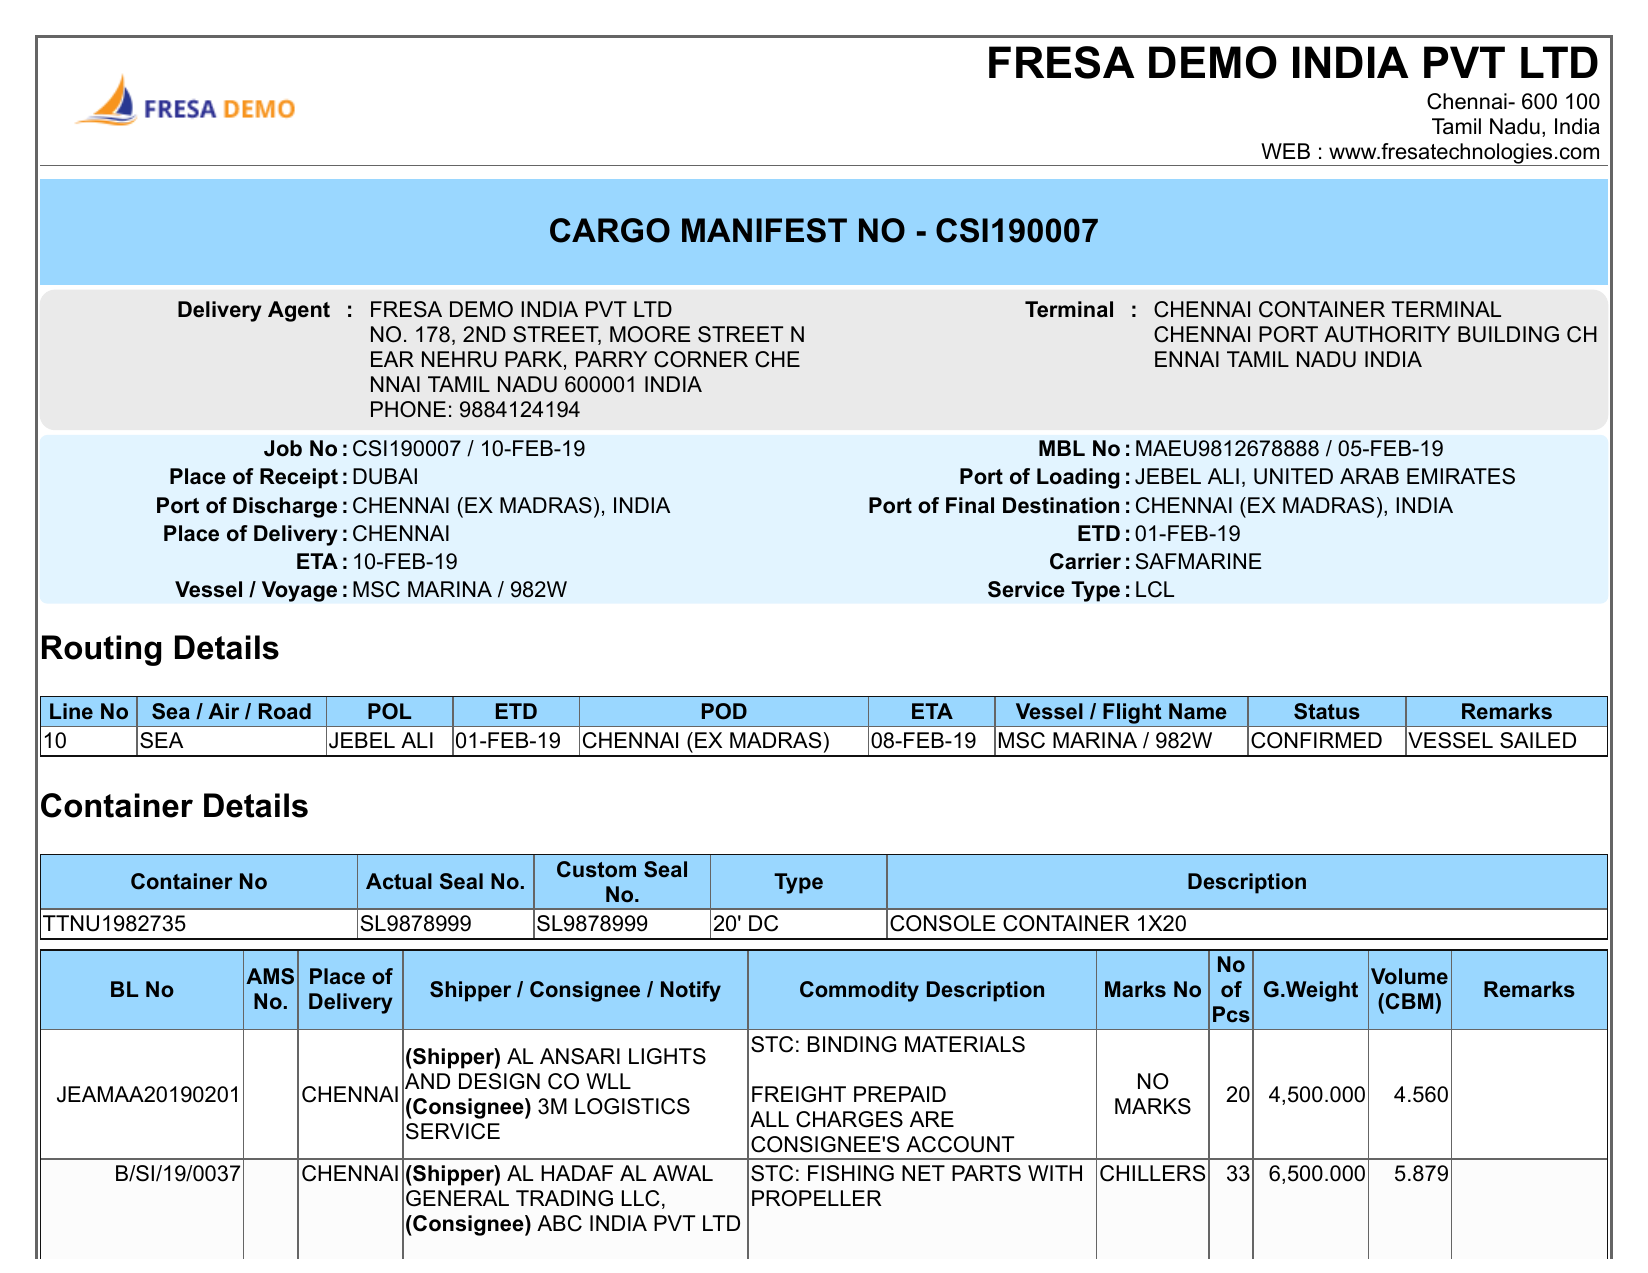 FRESA DEMO
FRESA DEMO INDIA PVT LTD
Chennai- 600 100
Tamil Nadu, India
WEB : www.fresatechnologies.com
CARGO MANIFEST NO - CSI190007
Delivery Agent : FRESA DEMO INDIA PVT LTD
NO. 178, 2ND STREET, MOORE STREET N
EAR NEHRU PARK, PARRY CORNER CHE
NNAI TAMIL NADU 600001 INDIA
PHONE: 9884124194
Terminal : CHENNAI CONTAINER TERMINAL
CHENNAI PORT AUTHORITY BUILDING CH
ENNAI TAMIL NADU INDIA
Job No : CSI190007 / 10-FEB-19 MBL No : MAEU9812678888 / 05-FEB-19
Place of Receipt : DUBAI Port of Loading : JEBEL ALI, UNITED ARAB EMIRATES
Port of Discharge : CHENNAI (EX MADRAS), INDIA Port of Final Destination : CHENNAI (EX MADRAS), INDIA
Place of Delivery : CHENNAI ETD : 01-FEB-19
ETA : 10-FEB-19 Carrier : SAFMARINE
Vessel / Voyage : MSC MARINA / 982W Service Type : LCL
Routing Details
Line No Sea / Air / Road POL ETD POD ETA Vessel / Flight Name Status Remarks
10 SEA JEBEL ALI 01-FEB-19 CHENNAI (EX MADRAS) 08-FEB-19 MSC MARINA / 982W CONFIRMED VESSEL SAILED
Container Details
Container No Actual Seal No. Custom Seal No. Type Description
TTNU1982735 SL9878999 SL9878999 20' DC CONSOLE CONTAINER 1X20
BL No AMS No. Place of Delivery Shipper / Consignee / Notify Commodity Description Marks No No of Pcs G.Weight Volume (CBM) Remarks
JEAMAA20190201 CHENNAI
(Shipper) AL ANSARI LIGHTS
AND DESIGN CO WLL
(Consignee) 3M LOGISTICS
SERVICE
STC: BINDING MATERIALS
FREIGHT PREPAID
ALL CHARGES ARE
CONSIGNEE'S ACCOUNT
NO
MARKS
20 4,500.000 4.560
B/SI/19/0037 CHENNAI
(Shipper) AL HADAF AL AWAL
GENERAL TRADING LLC,
(Consignee) ABC INDIA PVT LTD
STC: FISHING NET PARTS WITH
PROPELLER
CHILLERS 33 6,500.000 5.879